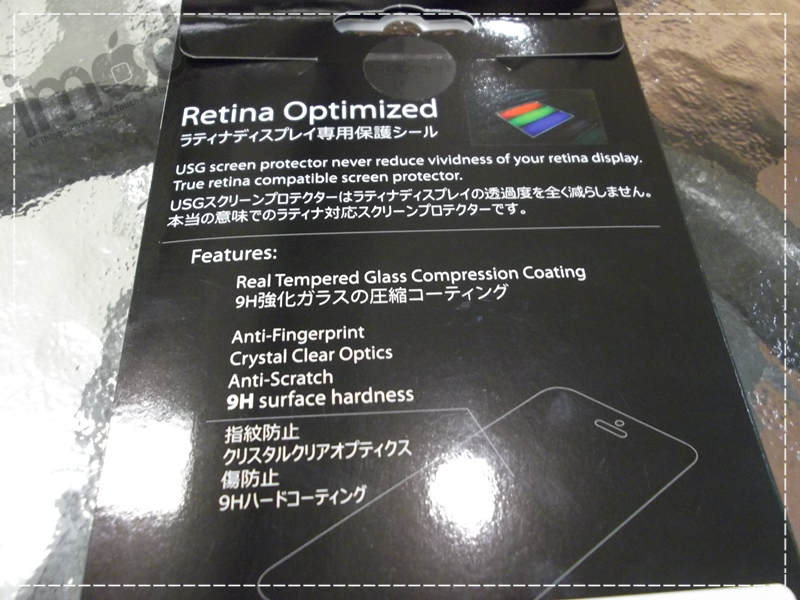 imod
Retina Optimized
ラティナディスプレイ専用保護シール
USG screen protector never reduce vividness of your retina display.
True retina compatible screen protector.
USGスクリーンプロテクターはラティナディスプレイの透過度を全く減らしません。
本当の意味でのラティナ対応スクリーンプロテクターです。
Features:
Real Tempered Glass Compression Coating
9H強化ガラスの圧縮コーティング
Anti-Fingerprint
Crystal Clear Optics
Anti-Scratch
9H surface hardness
指紋防止
クリスタルクリアオプティクス
傷防止
9Hハードコーティング